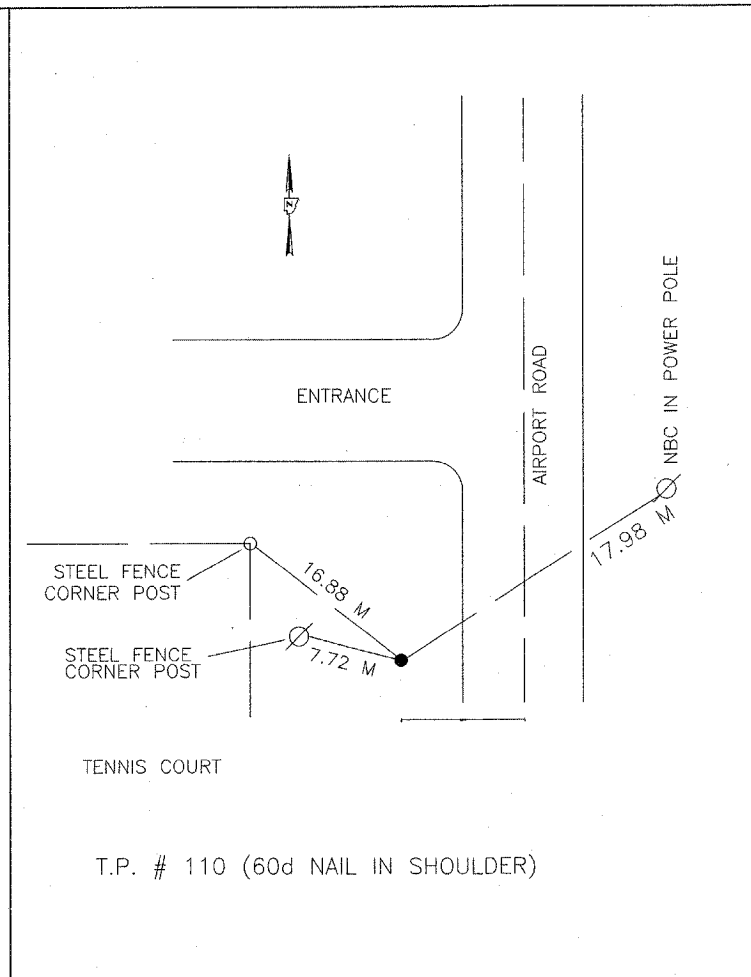 N
ENTRANCE
AIRPORT ROAD
NBC IN POWER POLE
17.98 M
16.88 M
STEEL FENCE
CORNER POST
STEEL FENCE
CORNER POST
7.72 M
TENNIS COURT
T.P. # 110 (60d NAIL IN SHOULDER)